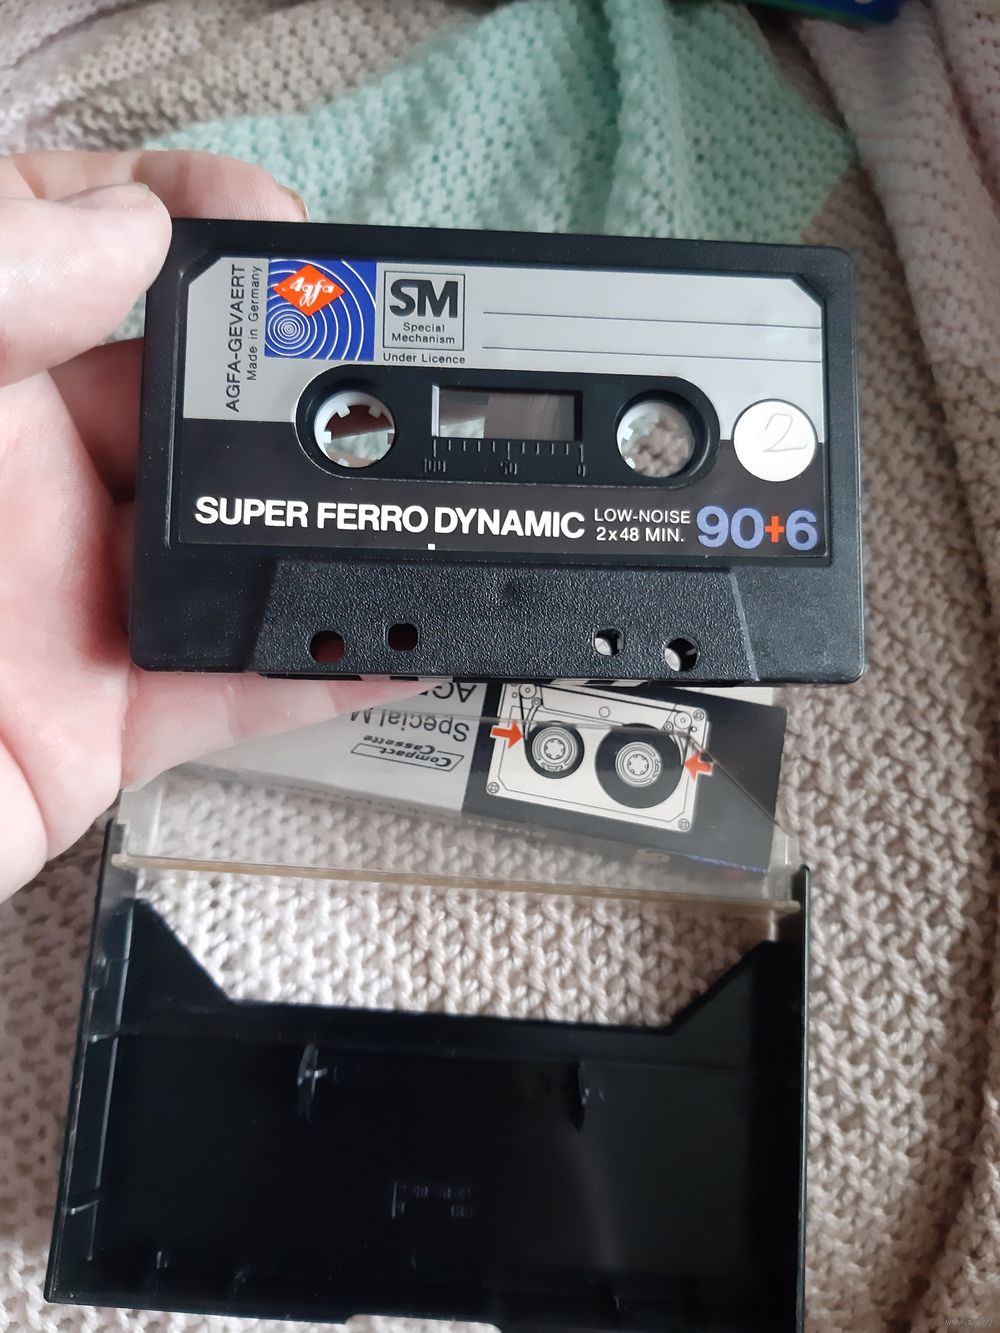 AGFA-GEVAERT
Made in Germany
Agfa
SM
Special
Mechanism
Under Licence
2
100 50 0
SUPER FERRO DYNAMIC
LOW-NOISE
2x48 MIN.
90+6
Special M
Compact
Cassette